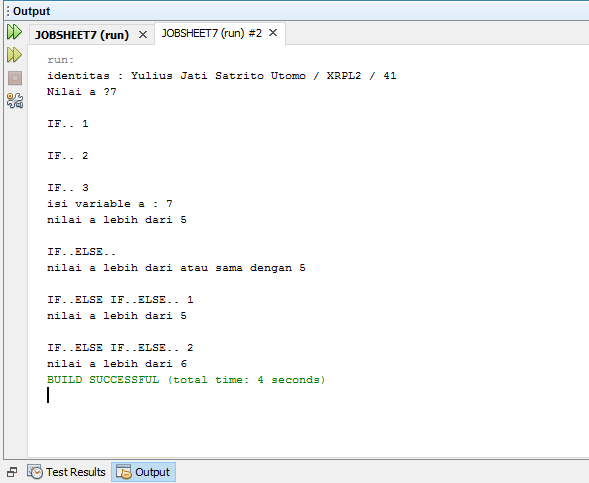 Output
JOBSHEET7 (run) JOBSHEET7 (run) #2
run:
identitas : Yulius Jati Satrito Utomo / XRPL2 / 41
Nilai a ?7
IF.. 1
IF.. 2
IF.. 3
isi variable a : 7
nilai a lebih dari 5
IF..ELSE..
nilai a lebih dari atau sama dengan 5
IF..ELSE IF..ELSE.. 1
nilai a lebih dari 5
IF..ELSE IF..ELSE.. 2
nilai a lebih dari 6
BUILD SUCCESSFUL (total time: 4 seconds)
Test Results Output